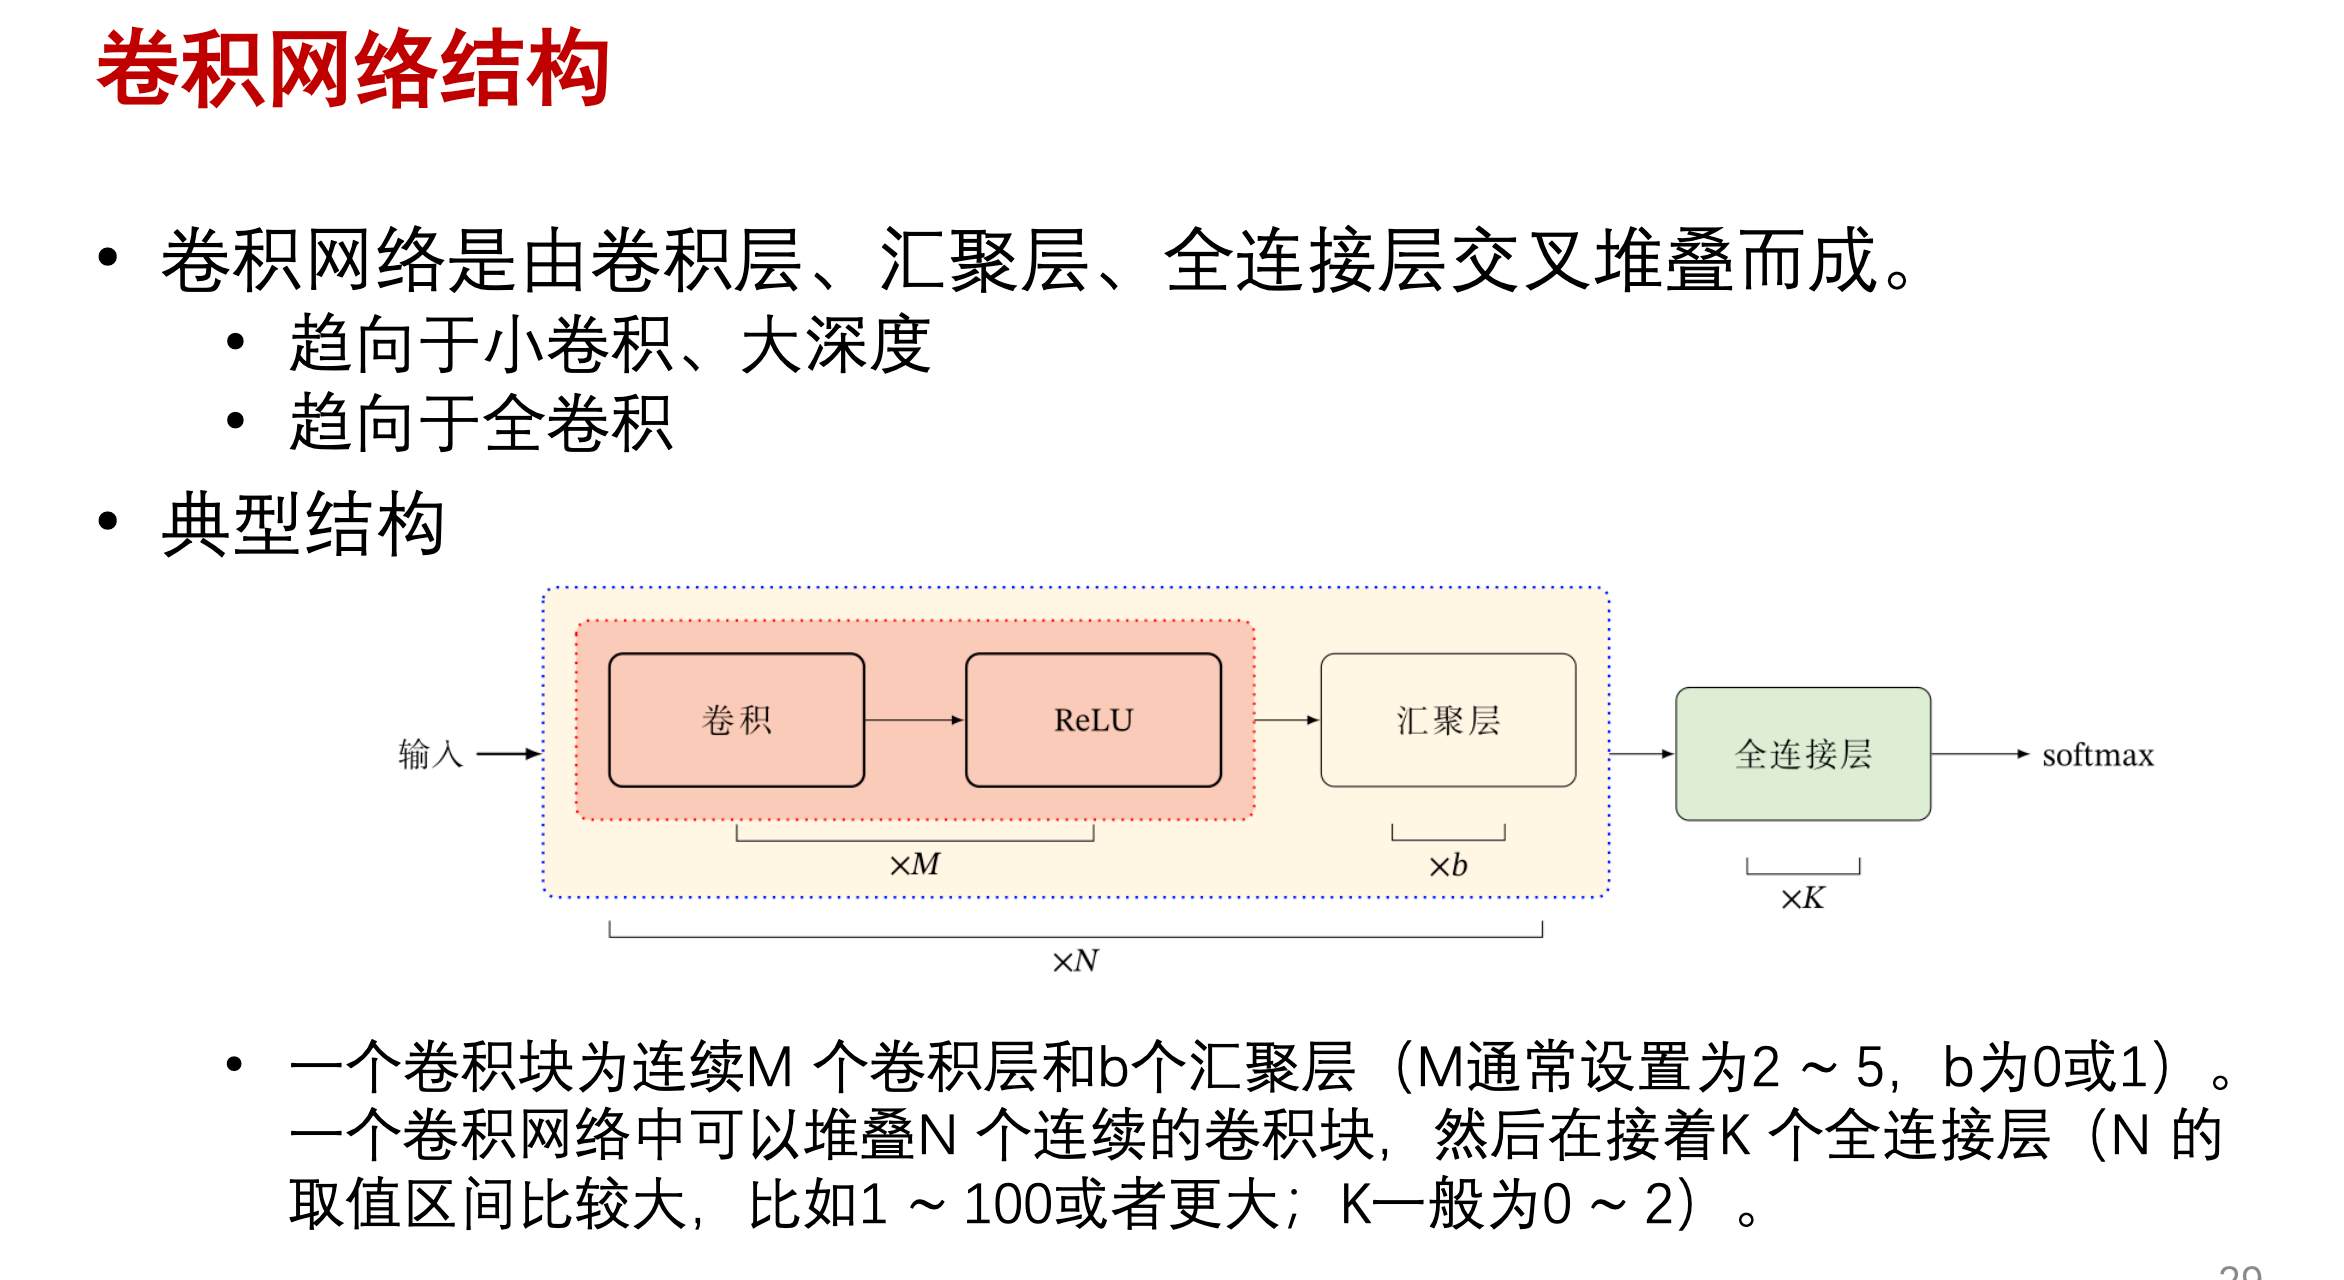 卷积网络结构
• 卷积网络是由卷积层、汇聚层、全连接层交叉堆叠而成。
• 趋向于小卷积、大深度
• 趋向于全卷积
• 典型结构
输入
卷积
ReLU
汇聚层
全连接层
softmax
×M
×b
×K
×N
• 一个卷积块为连续M 个卷积层和b个汇聚层（M通常设置为2 ~ 5，b为0或1）。
一个卷积网络中可以堆叠N 个连续的卷积块，然后在接着K 个全连接层（N 的
取值区间比较大，比如1 ~ 100或者更大；K一般为0 ~ 2）。